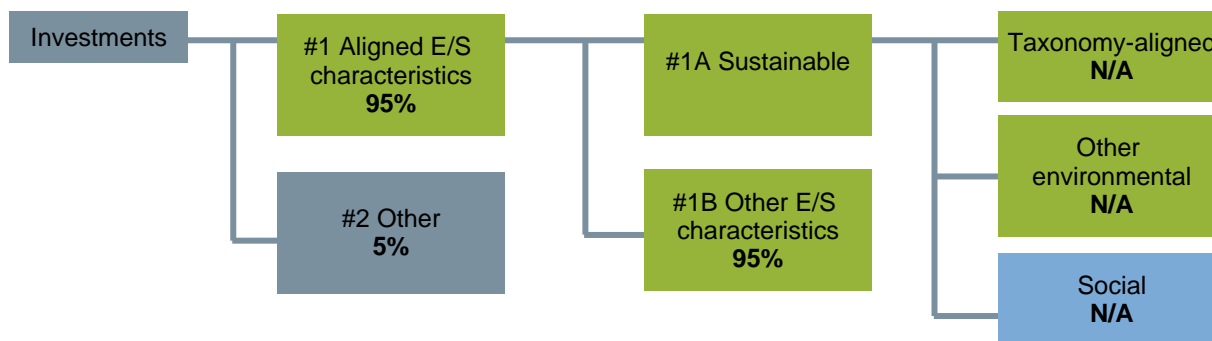 Investments
#1 Aligned E/S
characteristics
95%
#2 Other
5%
#1A Sustainable
#1B Other E/S
characteristics
95%
Taxonomy-aligned
N/A
Other
environmental
N/A
Social
N/A